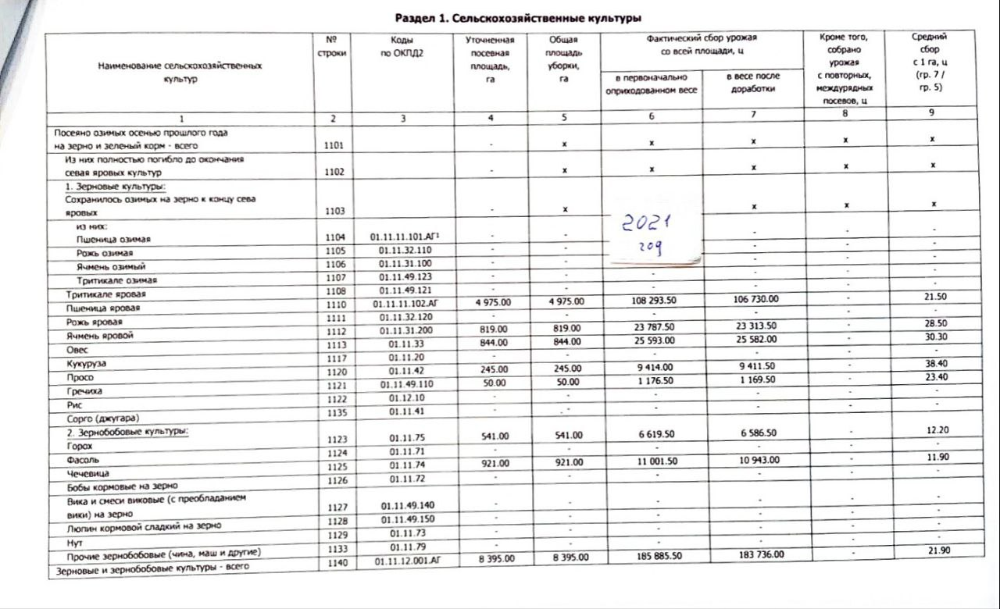 Раздел 1. Сельскохозяйственные культуры
Наименование сельскохозяйственных культур | № строки | Коды по ОКПД2 | Уточненная посевная площадь, га | Общая площадь уборки, га | Фактический сбор урожая со всей площади, ц | Кроме того, собрано урожая с повторных, междурядных посевов, ц | Средний сбор с 1 га, ц (гр. 7 / гр. 5)
в первоначально оприходованном весе | в весе после доработки
1 | 2 | 3 | 4 | 5 | 6 | 7 | 8 | 9
Посеяно озимых осенью прошлого года
на зерно и зеленый корм - всего | 1101 | | - | x | x | x | x | x
Из них полностью погибло до окончания
севая яровых культур | 1102 | | - | x | x | x | x | x
1. Зерновые культуры:
Сохранилось озимых на зерно к концу сева
яровых | 1103 | | - | x | | x | x | x
из них:
Пшеница озимая | 1104 | 01.11.11.101.АГ¹ | - | - | | - | - | -
Рожь озимая | 1105 | 01.11.32.110 | - | - | | - | - | -
Ячмень озимый | 1106 | 01.11.31.100 | - | - | | - | - | -
Тритикале озимая | 1107 | 01.11.49.123 | - | - | - | - | - | -
Тритикале яровая | 1108 | 01.11.49.121 | - | - | - | - | - | -
Пшеница яровая | 1110 | 01.11.11.102.АГ | 4 975.00 | 4 975.00 | 108 293.50 | 106 730.00 | - | 21.50
Рожь яровая | 1111 | 01.11.32.120 | - | - | - | - | - | -
Ячмень яровой | 1112 | 01.11.31.200 | 819.00 | 819.00 | 23 787.50 | 23 313.50 | - | 28.50
Овес | 1113 | 01.11.33 | 844.00 | 844.00 | 25 593.00 | 25 582.00 | - | 30.30
Кукуруза | 1117 | 01.11.20 | - | - | - | - | - | -
Просо | 1120 | 01.11.42 | 245.00 | 245.00 | 9 414.00 | 9 411.50 | - | 38.40
Гречиха | 1121 | 01.11.49.110 | 50.00 | 50.00 | 1 176.50 | 1 169.50 | - | 23.40
Рис | 1122 | 01.12.10 | - | - | - | - | - | -
Сорго (джугара) | 1135 | 01.11.41 | - | - | - | - | - | -
2. Зернобобовые культуры:
Горох | 1123 | 01.11.75 | 541.00 | 541.00 | 6 619.50 | 6 586.50 | - | 12.20
Фасоль | 1124 | 01.11.71 | - | - | - | - | - | -
Чечевица | 1125 | 01.11.74 | 921.00 | 921.00 | 11 001.50 | 10 943.00 | - | 11.90
Бобы кормовые на зерно | 1126 | 01.11.72 | - | - | - | - | - | -
Вика и смеси виковые (с преобладанием
вики) на зерно | 1127 | 01.11.49.140 | - | - | - | - | - | -
Люпин кормовой сладкий на зерно | 1128 | 01.11.49.150 | - | - | - | - | - | -
Нут | 1129 | 01.11.73 | - | - | - | - | - | -
Прочие зернобобовые (чина, маш и другие) | 1133 | 01.11.79 | - | - | - | - | - | -
Зерновые и зернобобовые культуры - всего | 1140 | 01.11.12.001.АГ | 8 395.00 | 8 395.00 | 185 885.50 | 183 736.00 | - | 21.90
2021
год